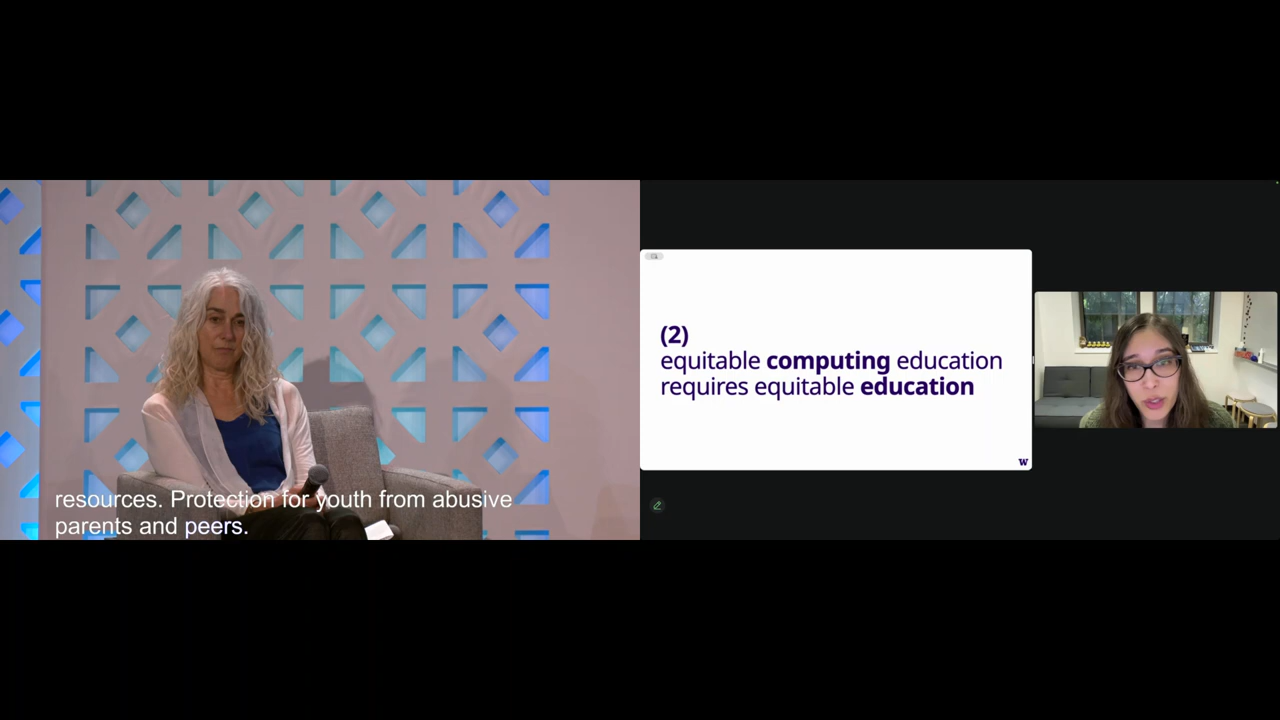 resources. Protection for youth from abusive
parents and peers.
(2)
equitable computing education
requires equitable education
W